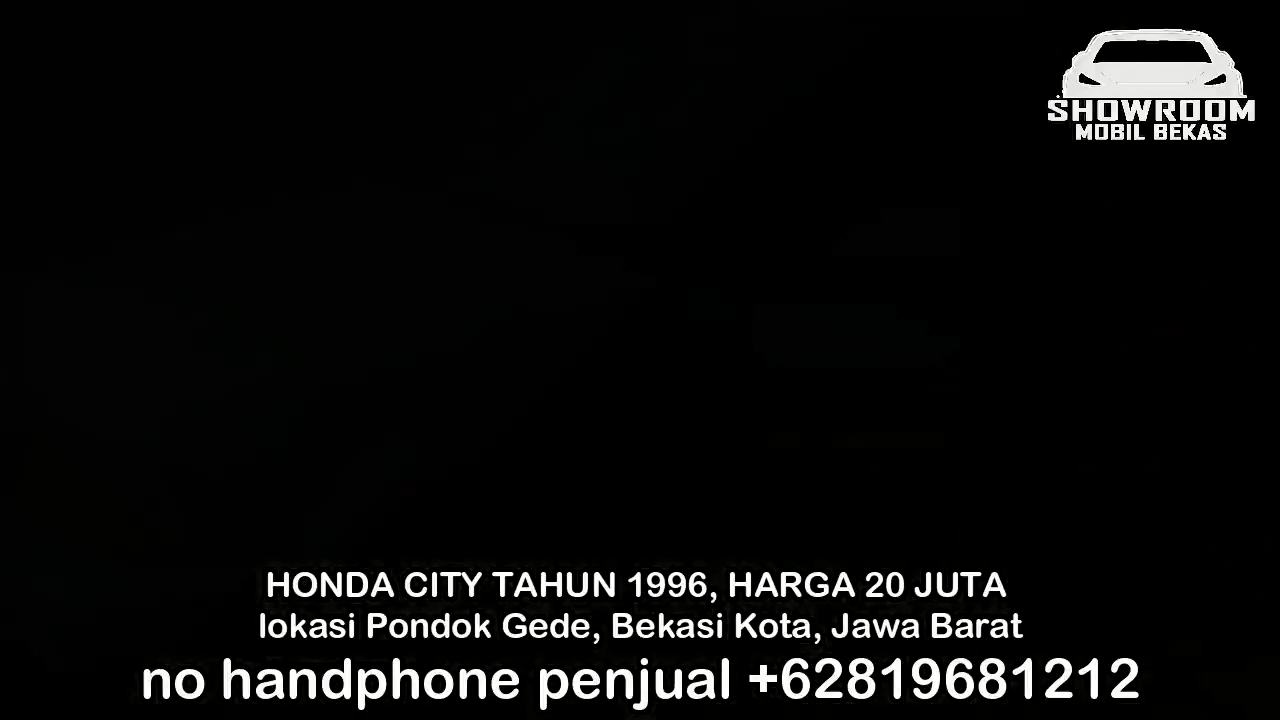 SHOWROOM
MOBIL BEKAS
HONDA CITY TAHUN 1996, HARGA 20 JUTA
lokasi Pondok Gede, Bekasi Kota, Jawa Barat
no handphone penjual +62819681212